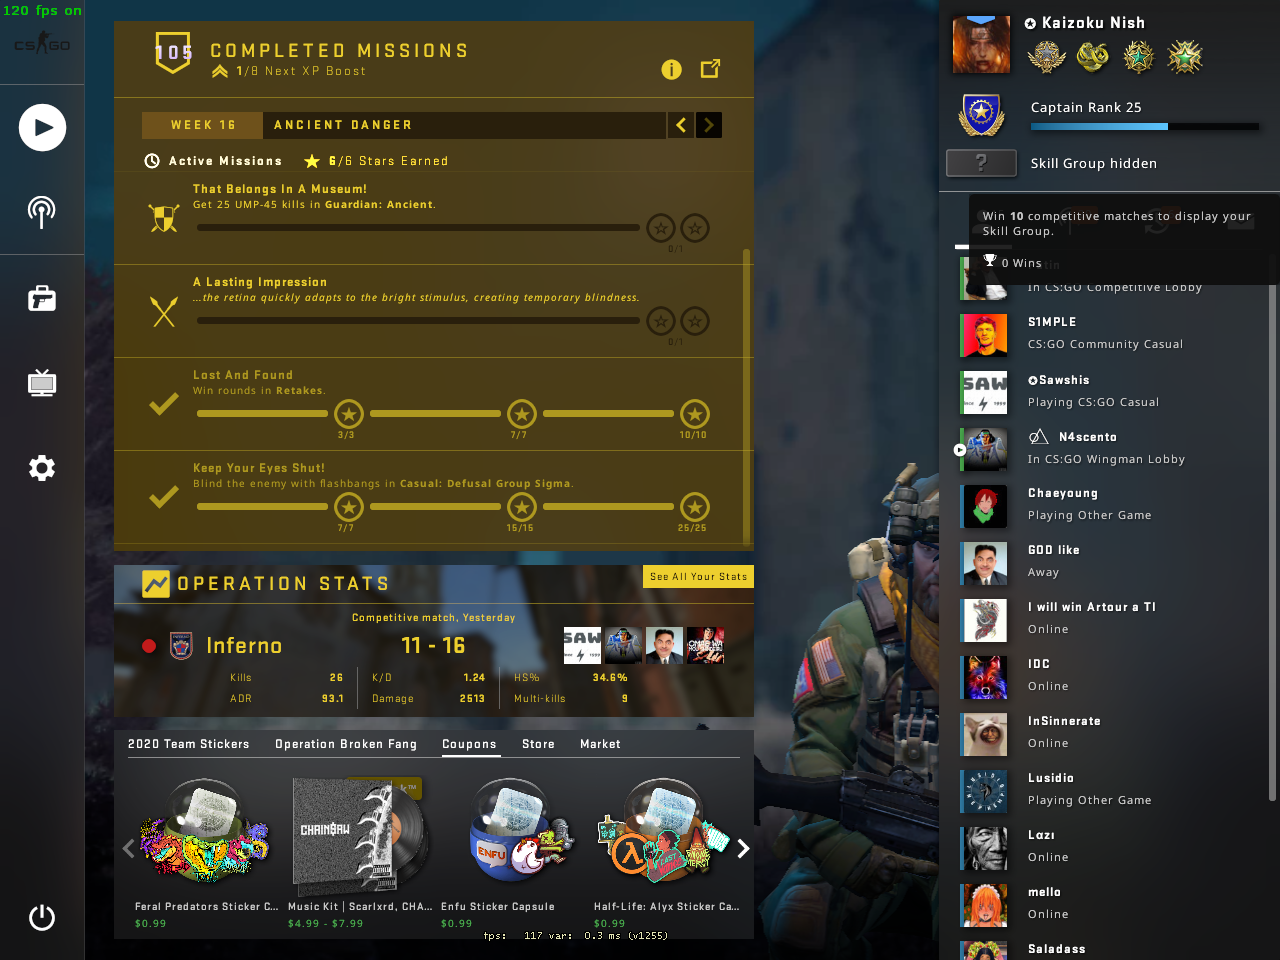 120 fps on
CS GO
105
COMPLETED MISSIONS
1/8 Next XP Boost
WEEK 16
ANCIENT DANGER
Active Missions
6/6 Stars Earned
That Belongs In A Museum!
Get 25 UMP-45 kills in Guardian: Ancient.
0/1
A Lasting Impression
...the retina quickly adapts to the bright stimulus, creating temporary blindness.
0/1
Lost And Found
Win rounds in Retakes.
3/3
7/7
10/10
Keep Your Eyes Shut!
Blind the enemy with flashbangs in Casual: Defusal Group Sigma.
7/7
15/15
25/25
OPERATION STATS
See All Your Stats
Competitive match, Yesterday
Inferno
11 - 16
Kills 26
K/D 1.24
HS% 34.6%
ADR 93.1
Damage 2513
Multi-kills 9
2020 Team Stickers
Operation Broken Fang
Coupons
Store
Market
CHAIN$AW
ENFU
Feral Predators Sticker C...
$0.99
Music Kit | Scarlxrd, CHA...
$4.99 - $7.99
Enfu Sticker Capsule
$0.99
Half-Life: Alyx Sticker Ca...
$0.99
fps: 117 var: 0.3 ms (v1255)
Kaizoku Nish
Captain Rank 25
?
Skill Group hidden
Win 10 competitive matches to display your
Skill Group.
0 Wins
In CS:GO Competitive Lobby
S1MPLE
CS:GO Community Casual
SAW
Sawshis
Playing CS:GO Casual
N4scento
In CS:GO Wingman Lobby
Chaeyoung
Playing Other Game
GOD like
Away
I will win Artour a TI
Online
IDC
Online
InSinnerate
Online
Lusidio
Playing Other Game
Lαzı
Online
mello
Online
Saladass